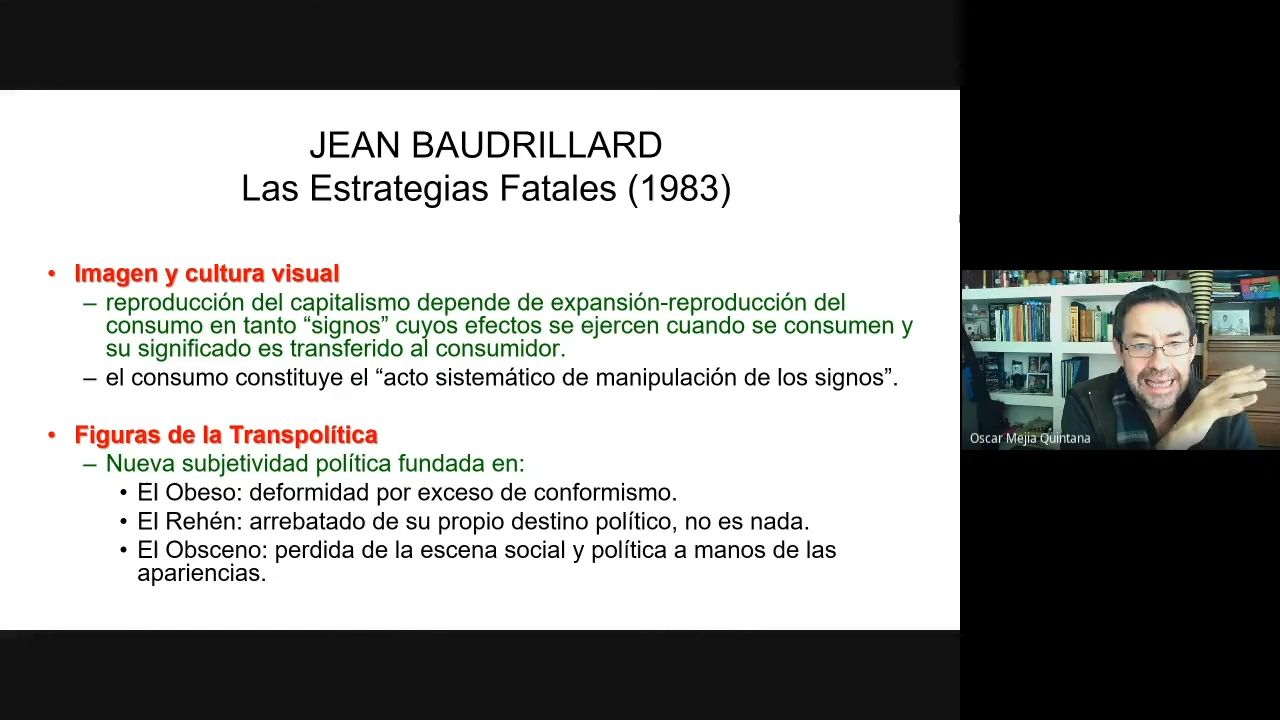 JEAN BAUDRILLARD
Las Estrategias Fatales (1983)
• Imagen y cultura visual
– reproducción del capitalismo depende de expansión-reproducción del
consumo en tanto “signos” cuyos efectos se ejercen cuando se consumen y
su significado es transferido al consumidor.
– el consumo constituye el “acto sistemático de manipulación de los signos”.
• Figuras de la Transpolítica
– Nueva subjetividad política fundada en:
• El Obeso: deformidad por exceso de conformismo.
• El Rehén: arrebatado de su propio destino político, no es nada.
• El Obsceno: perdida de la escena social y política a manos de las
apariencias.
Oscar Mejia Quintana